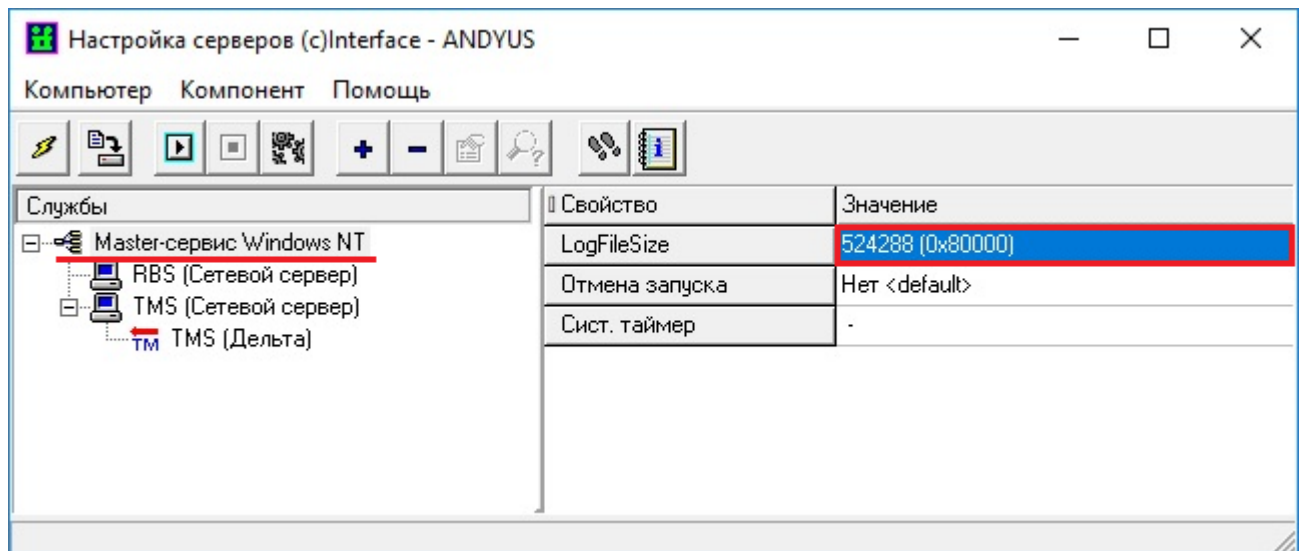 Настройка серверов (c)Interface - ANDYUS
Компьютер Компонент Помощь
Службы
Master-сервис Windows NT
RBS (Сетевой сервер)
TMS (Сетевой сервер)
TM TMS (Дельта)
Свойство Значение
LogFileSize 524288 (0x80000)
Отмена запуска Нет <default>
Сист. таймер -